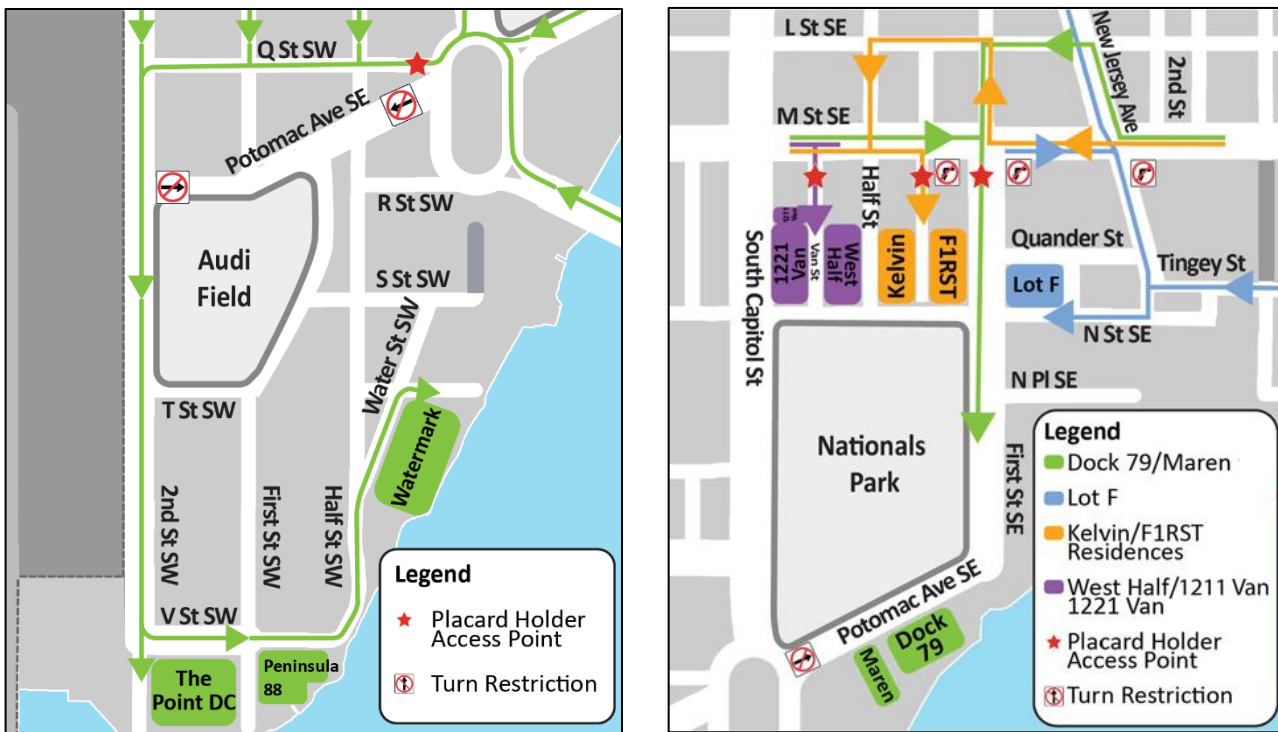 Q St SW
Potomac Ave SE
R St SW
Audi
Field
S St SW
Water St SW
T St SW
Watermark
2nd St SW
First St SW
Half St SW
V St SW
The
Point DC
Peninsula
88
Legend
Placard Holder
Access Point
Turn Restriction
L St SE
New Jersey Ave
2nd St
M St SE
Half St
South Capitol St
1221
Van
Van St
West
Half
Kelvin
F1RST
Quander St
Tingey St
Lot F
N St SE
N Pl SE
Nationals
Park
First St SE
Potomac Ave SE
Dock
79
Maren
Legend
Dock 79/Maren
Lot F
Kelvin/F1RST
Residences
West Half/1211 Van
1221 Van
Placard Holder
Access Point
Turn Restriction